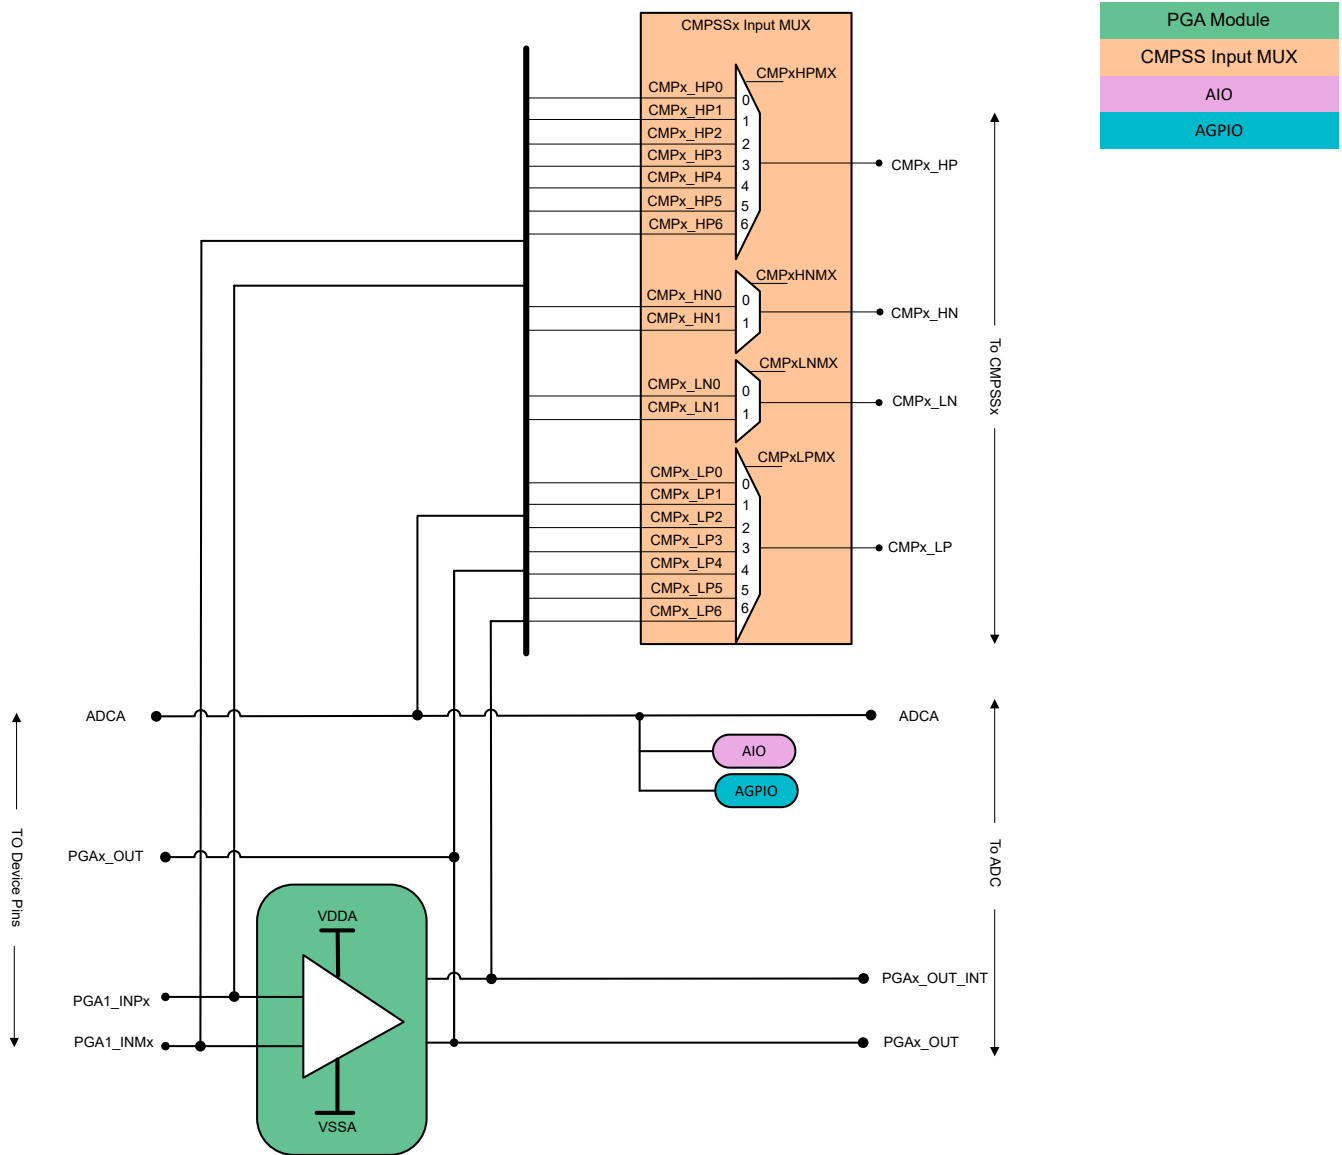 PGA Module
CMPSS Input MUX
AIO
AGPIO
CMPSSx Input MUX
CMPxHPMX
CMPx_HP0
0
CMPx_HP1
1
CMPx_HP2
2
CMPx_HP3
3
CMPx_HP4
4
CMPx_HP5
5
CMPx_HP6
6
CMPx_HP
CMPxHNMX
CMPx_HN0
0
CMPx_HN1
1
CMPx_HN
CMPxLNMX
CMPx_LN0
0
CMPx_LN1
1
CMPx_LN
CMPxLPMX
CMPx_LP0
0
CMPx_LP1
1
CMPx_LP2
2
CMPx_LP3
3
CMPx_LP4
4
CMPx_LP5
5
CMPx_LP6
6
CMPx_LP
To CMPSSx
ADCA
ADCA
AIO
AGPIO
TO Device Pins
PGAx_OUT
To ADC
VDDA
PGA1_INPx
PGAx_OUT_INT
PGA1_INMx
PGAx_OUT
VSSA